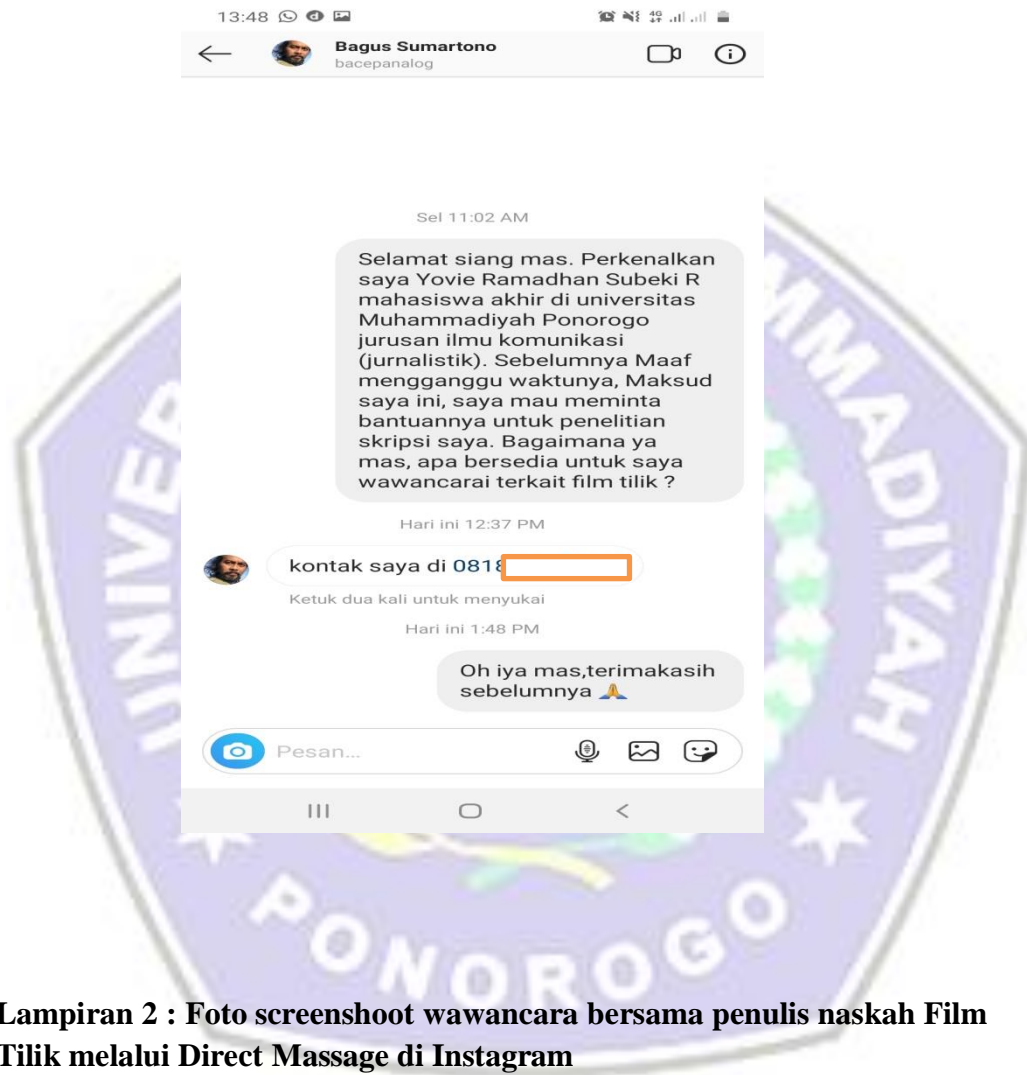 13:48
4G
Bagus Sumartono
bacepanalog
Sel 11:02 AM
Selamat siang mas. Perkenalkan
saya Yovie Ramadhan Subeki R
mahasiswa akhir di universitas
Muhammadiyah Ponorogo
jurusan ilmu komunikasi
(jurnalistik). Sebelumnya Maaf
mengganggu waktunya, Maksud
saya ini, saya mau meminta
bantuannya untuk penelitian
skripsi saya. Bagaimana ya
mas, apa bersedia untuk saya
wawancarai terkait film tilik ?
Hari ini 12:37 PM
kontak saya di 0818
Ketuk dua kali untuk menyukai
Hari ini 1:48 PM
Oh iya mas,terimakasih
sebelumnya 🙏
Pesan...
UNIVER
MMADIYAH
PONOROGO
Lampiran 2 : Foto screenshoot wawancara bersama penulis naskah Film
Tilik melalui Direct Massage di Instagram